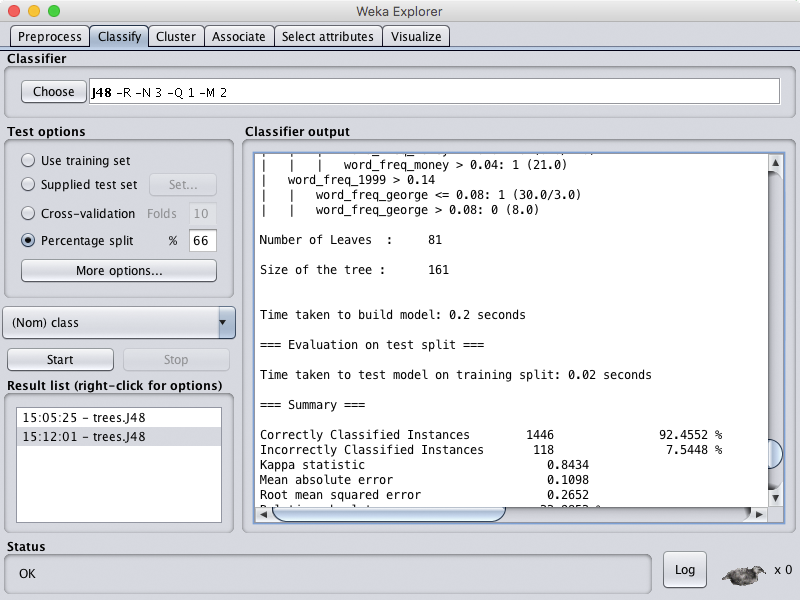 Weka Explorer
Preprocess Classify Cluster Associate Select attributes Visualize
Classifier
Choose J48 -R -N 3 -Q 1 -M 2
Test options
Use training set
Supplied test set Set...
Cross-validation Folds 10
Percentage split % 66
More options...
(Nom) class
Start Stop
Result list (right-click for options)
15:05:25 - trees.J48
15:12:01 - trees.J48
Classifier output
| | | word_freq_money > 0.04: 1 (21.0)
| word_freq_1999 > 0.14
| | word_freq_george <= 0.08: 1 (30.0/3.0)
| | word_freq_george > 0.08: 0 (8.0)
Number of Leaves : 81
Size of the tree : 161
Time taken to build model: 0.2 seconds
=== Evaluation on test split ===
Time taken to test model on training split: 0.02 seconds
=== Summary ===
Correctly Classified Instances 1446 92.4552 %
Incorrectly Classified Instances 118 7.5448 %
Kappa statistic 0.8434
Mean absolute error 0.1098
Root mean squared error 0.2652
Status
OK
Log
x 0